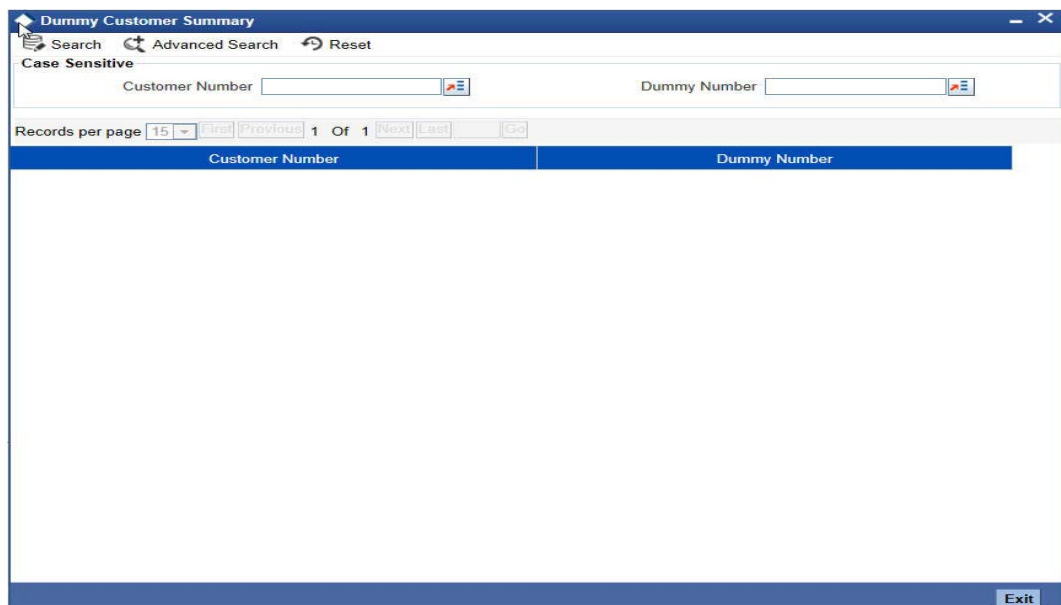 Dummy Customer Summary
Search Advanced Search Reset
Case Sensitive
Customer Number Dummy Number
Records per page 15 First Previous 1 Of 1 Next Last Go
Customer Number Dummy Number
Exit